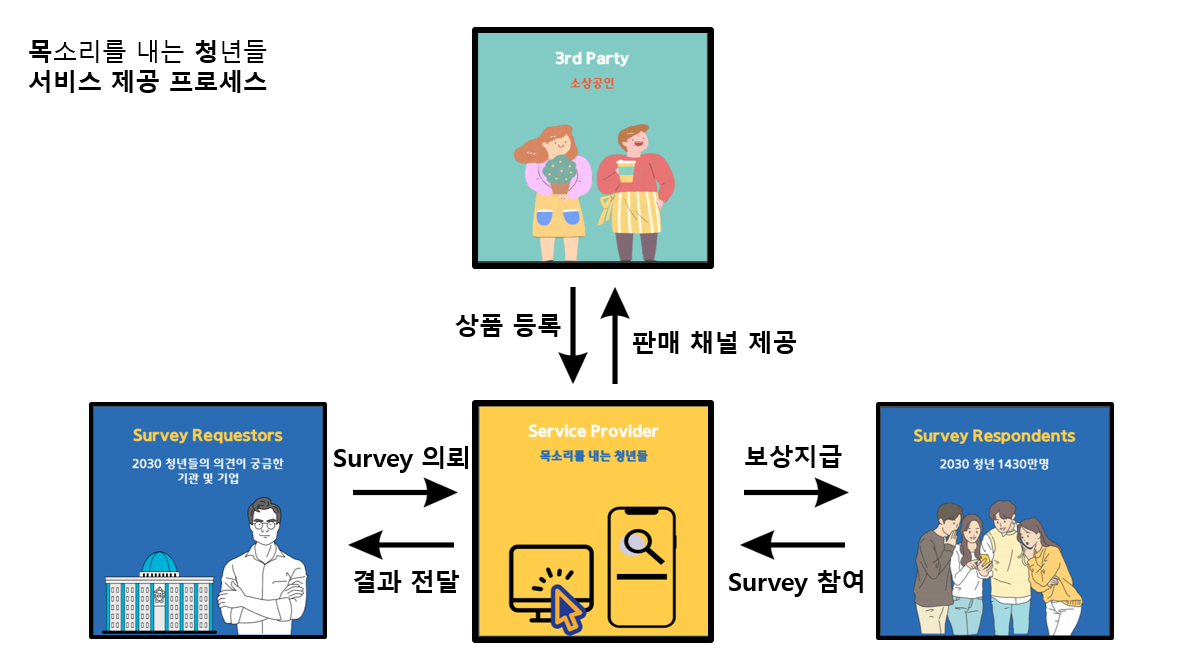 목소리를 내는 청년들
서비스 제공 프로세스
3rd Party
소상공인
상품 등록
판매 채널 제공
Survey Requestors
2030 청년들의 의견이 궁금한
기관 및 기업
Survey 의뢰
결과 전달
Service Provider
목소리를 내는 청년들
보상지급
Survey 참여
Survey Respondents
2030 청년 1430만명